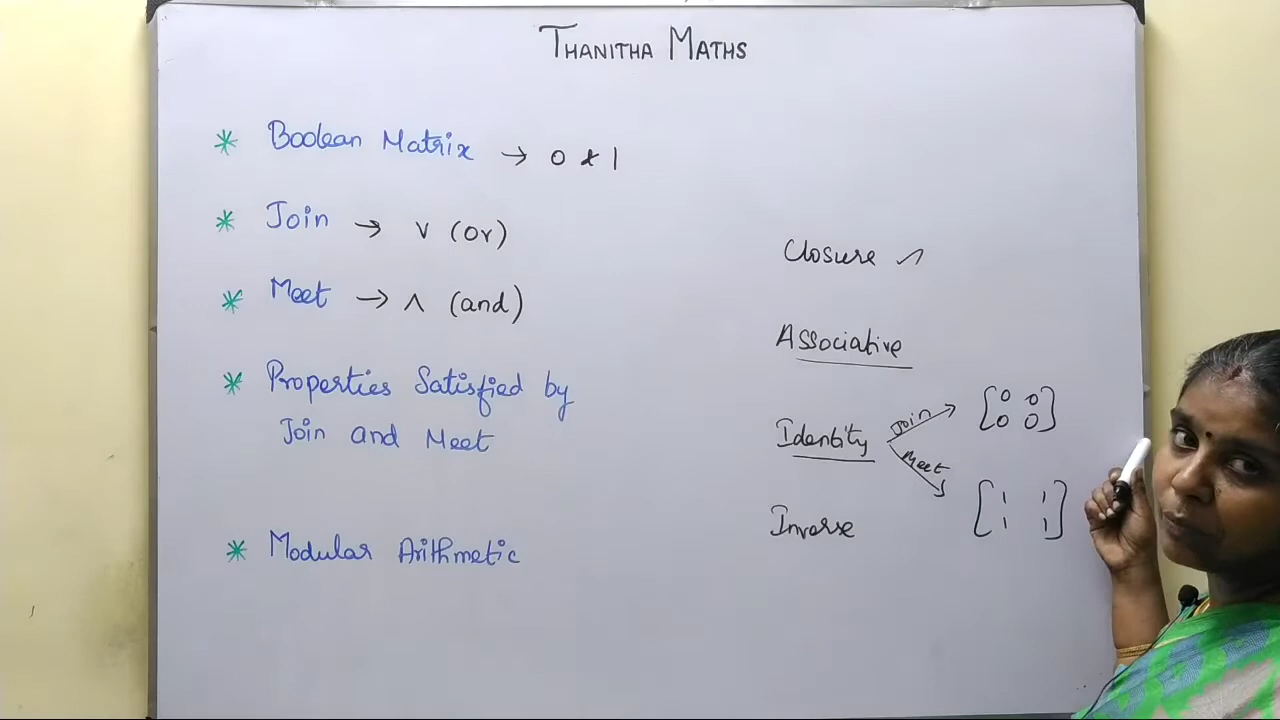 THANITHA MATHS
* Boolean Matrix → 0 & 1
* Join → ∨ (or)
* Meet → ∧ (and)
* Properties Satisfied by
Join and Meet
* Modular Arithmetic
Closure ✓
Associative
Identity
Join → [0 0
0 0]
Meet → [1 1
1 1]
Inverse